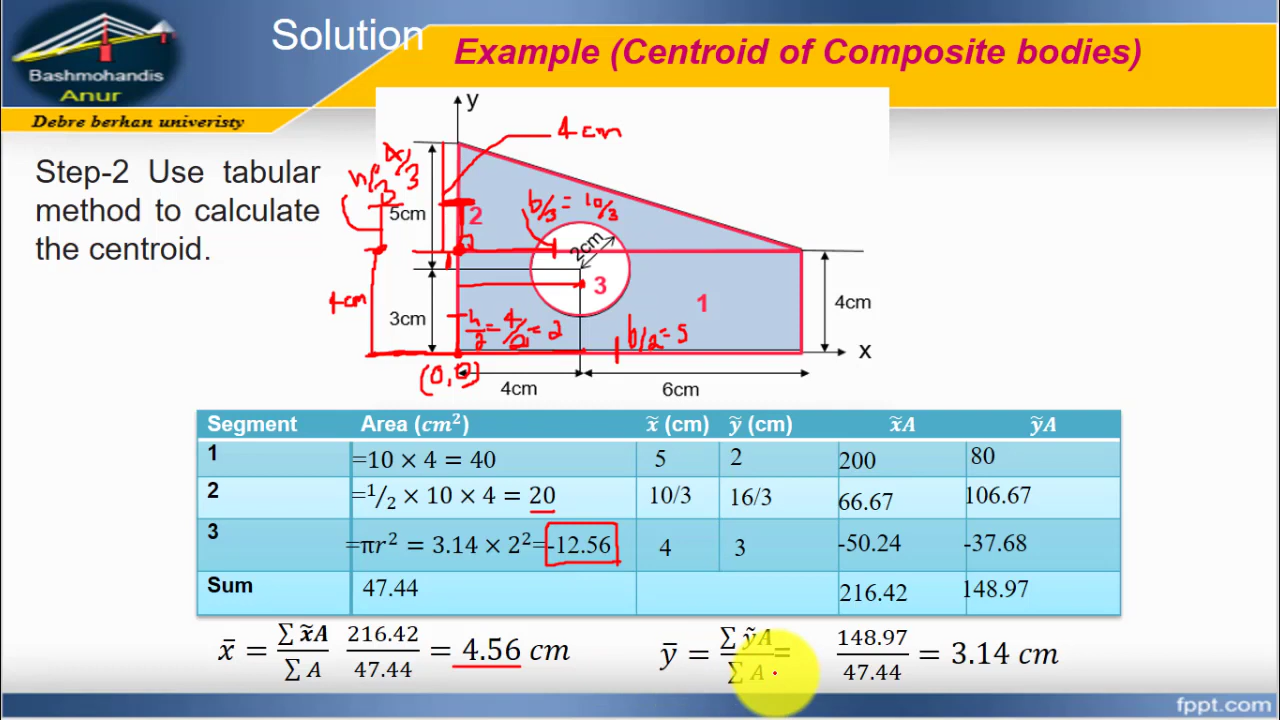 Solution
Example (Centroid of Composite bodies)
Bashmohandis
Anur
Debre berhan univeristy
Step-2 Use tabular
method to calculate
the centroid.
y
4cm
h/3 = 4/3
5cm
2
b/3 = 10/3
2cm
3
1
4cm
3cm
h/2 = 4/2 = 2
b/2 = 5
4cm
x
(0,0)
4cm
6cm
Segment Area (cm²) x̃ (cm) ỹ (cm) x̃A ỹA
1 =10 × 4 = 40 5 2 200 80
2 =1/2 × 10 × 4 = 20 10/3 16/3 66.67 106.67
3 =πr² = 3.14 × 2²=-12.56 4 3 -50.24 -37.68
Sum 47.44 216.42 148.97
x̄ = ∑ x̃A / ∑ A 216.42 / 47.44 = 4.56 cm
ȳ = ∑ ỹA / ∑ A = 148.97 / 47.44 = 3.14 cm
fppt.com